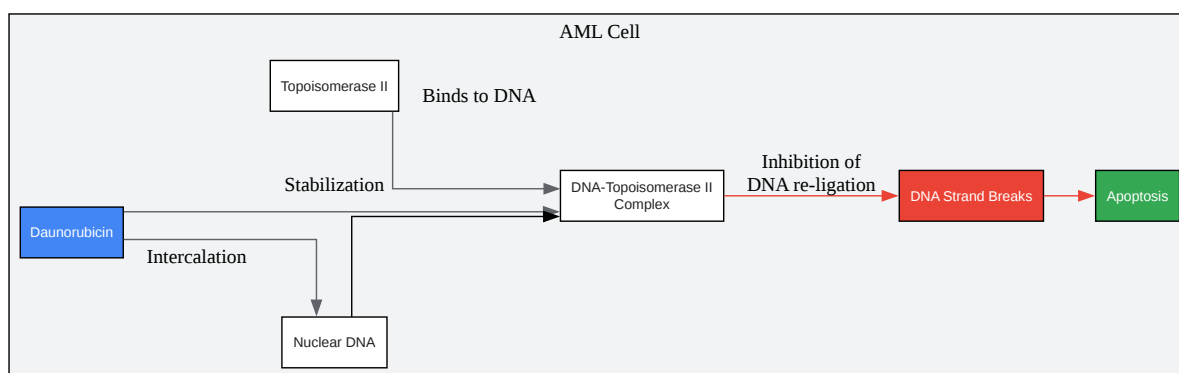 AML Cell
Topoisomerase II
Binds to DNA
Stabilization
Daunorubicin
Intercalation
Nuclear DNA
DNA-Topoisomerase II
Complex
Inhibition of
DNA re-ligation
DNA Strand Breaks
Apoptosis